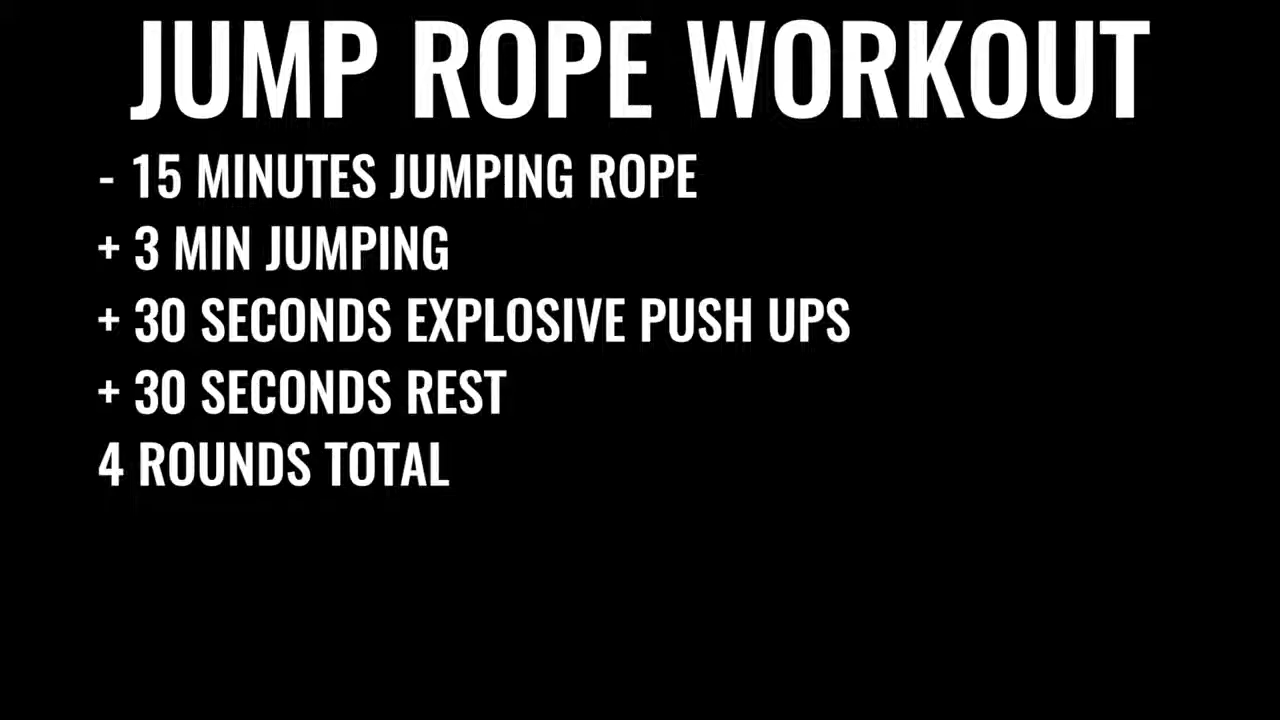 JUMP ROPE WORKOUT
- 15 MINUTES JUMPING ROPE
+ 3 MIN JUMPING
+ 30 SECONDS EXPLOSIVE PUSH UPS
+ 30 SECONDS REST
4 ROUNDS TOTAL